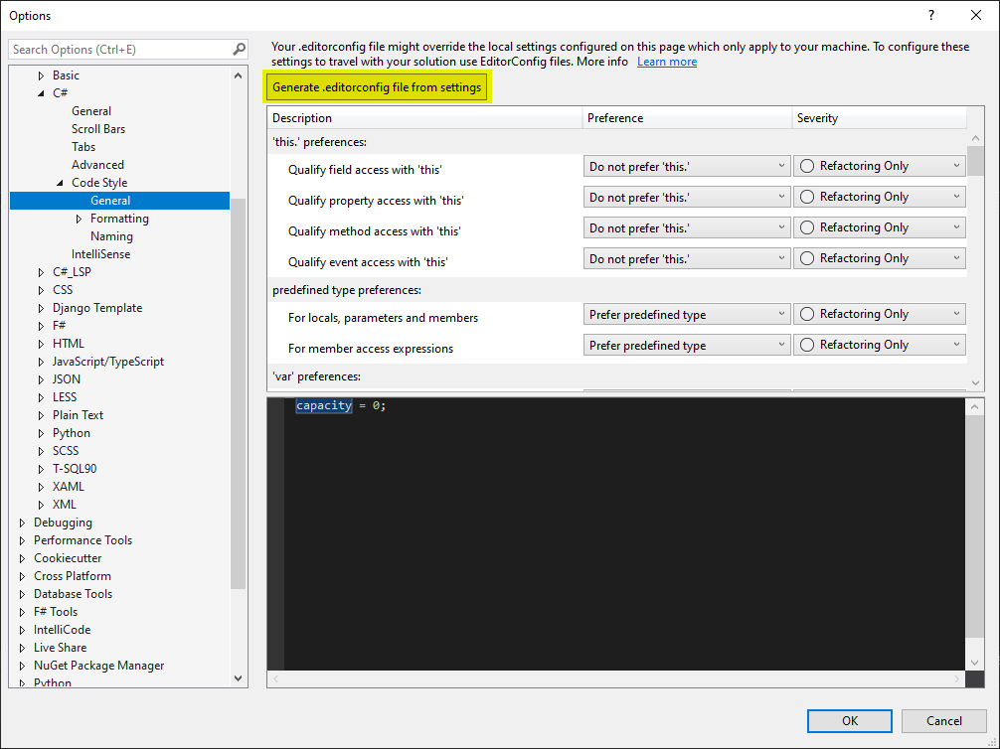 Options
?
Search Options (Ctrl+E)
Basic
C#
General
Scroll Bars
Tabs
Advanced
Code Style
General
Formatting
Naming
IntelliSense
C#_LSP
CSS
Django Template
F#
HTML
JavaScript/TypeScript
JSON
LESS
Plain Text
Python
SCSS
T-SQL90
XAML
XML
Debugging
Performance Tools
Cookiecutter
Cross Platform
Database Tools
F# Tools
IntelliCode
Live Share
NuGet Package Manager
Python
Your .editorconfig file might override the local settings configured on this page which only apply to your machine. To configure these
settings to travel with your solution use EditorConfig files. More info Learn more
Generate .editorconfig file from settings
Description Preference Severity
'this.' preferences:
Qualify field access with 'this' Do not prefer 'this.' Refactoring Only
Qualify property access with 'this' Do not prefer 'this.' Refactoring Only
Qualify method access with 'this' Do not prefer 'this.' Refactoring Only
Qualify event access with 'this' Do not prefer 'this.' Refactoring Only
predefined type preferences:
For locals, parameters and members Prefer predefined type Refactoring Only
For member access expressions Prefer predefined type Refactoring Only
'var' preferences:
capacity = 0;
OK Cancel